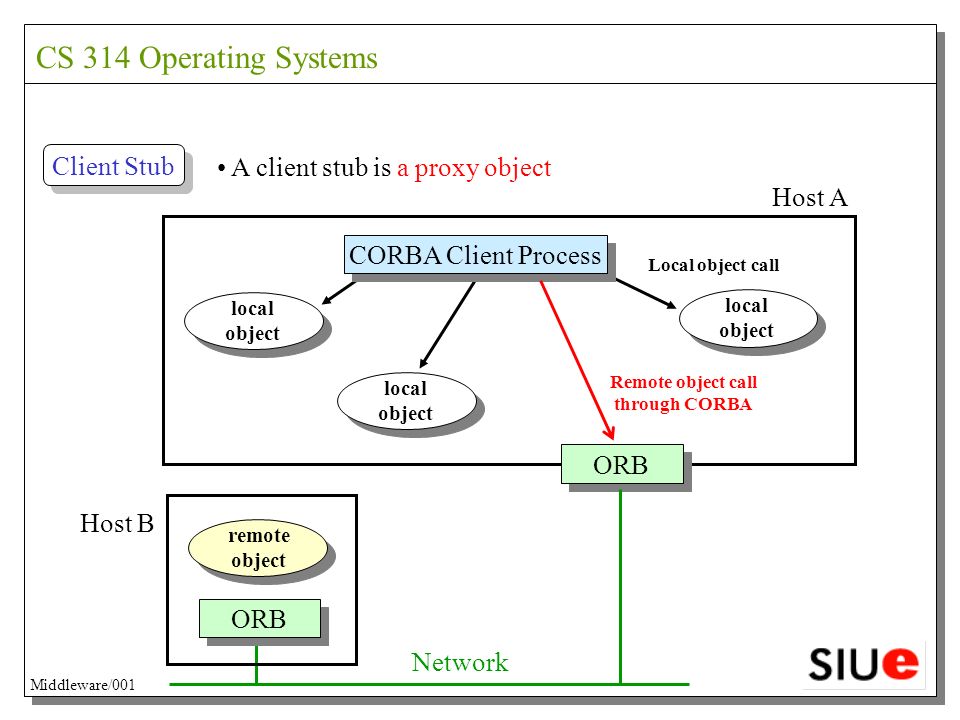 CS 314 Operating Systems
Client Stub
• A client stub is a proxy object
Host A
CORBA Client Process
Local object call
local
object
local
object
local
object
Remote object call
through CORBA
ORB
Host B
remote
object
ORB
Network
Middleware/001
SIUe